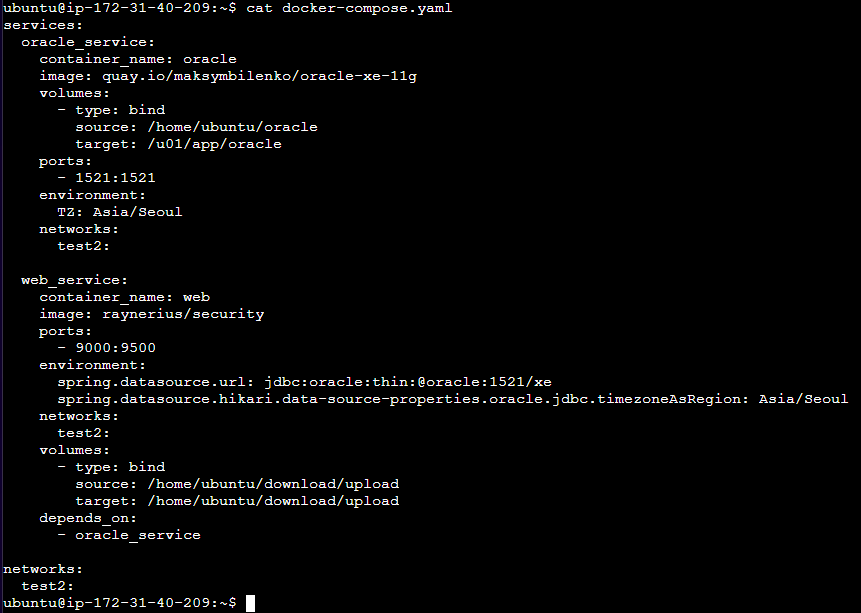 ubuntu@ip-172-31-40-209:~$ cat docker-compose.yaml
services:
  oracle_service:
    container_name: oracle
    image: quay.io/maksymbilenko/oracle-xe-11g
    volumes:
      - type: bind
        source: /home/ubuntu/oracle
        target: /u01/app/oracle
    ports:
      - 1521:1521
    environment:
      TZ: Asia/Seoul
    networks:
      test2:

  web_service:
    container_name: web
    image: raynerius/security
    ports:
      - 9000:9500
    environment:
      spring.datasource.url: jdbc:oracle:thin:@oracle:1521/xe
      spring.datasource.hikari.data-source-properties.oracle.jdbc.timezoneAsRegion: Asia/Seoul
    networks:
      test2:
    volumes:
      - type: bind
        source: /home/ubuntu/download/upload
        target: /home/ubuntu/download/upload
    depends_on:
      - oracle_service

networks:
  test2:
ubuntu@ip-172-31-40-209:~$